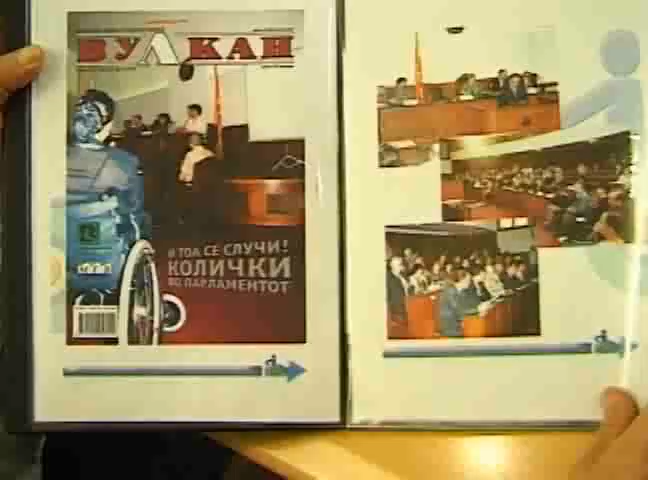 ВУЛКАН
И ТОА СЕ СЛУЧИ!
КОЛИЧКИ
ВО ПАРЛАМЕНТОТ